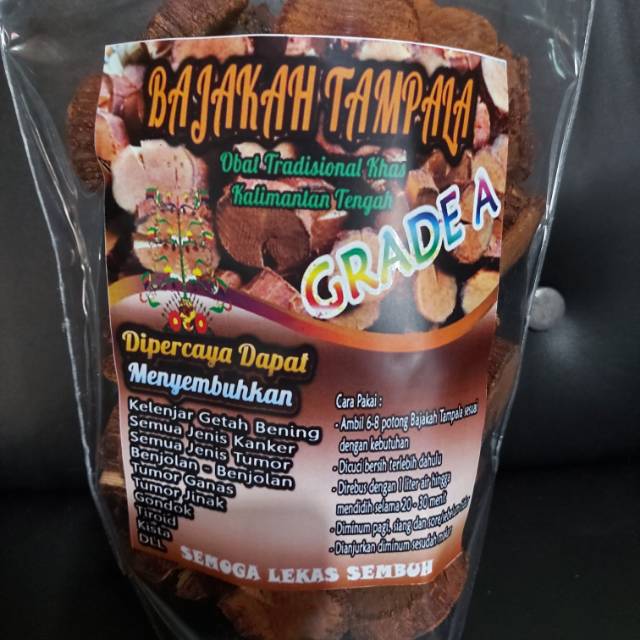 BAJAKAH TAMPALA
Obat Tradisional Khas
Kalimantan Tengah
GRADE A
Dipercaya Dapat
Menyembuhkan
Kelenjar Getah Bening
Semua Jenis Kanker
Semua Jenis Tumor
Benjolan - Benjolan
Tumor Ganas
Tumor Jinak
Gondok
Tiroid
Kista
DLL
Cara Pakai :
- Ambil 6-8 potong Bajakah Tampala sesuai
dengan kebutuhan
- Dicuci bersih terlebih dahulu
- Direbus dengan 1 liter air hingga
mendidih selama 20 - 30 menit
- Diminum pagi, siang dan sore/
- Dianjurkan diminum sesudah makan
SEMOGA LEKAS SEMBUH